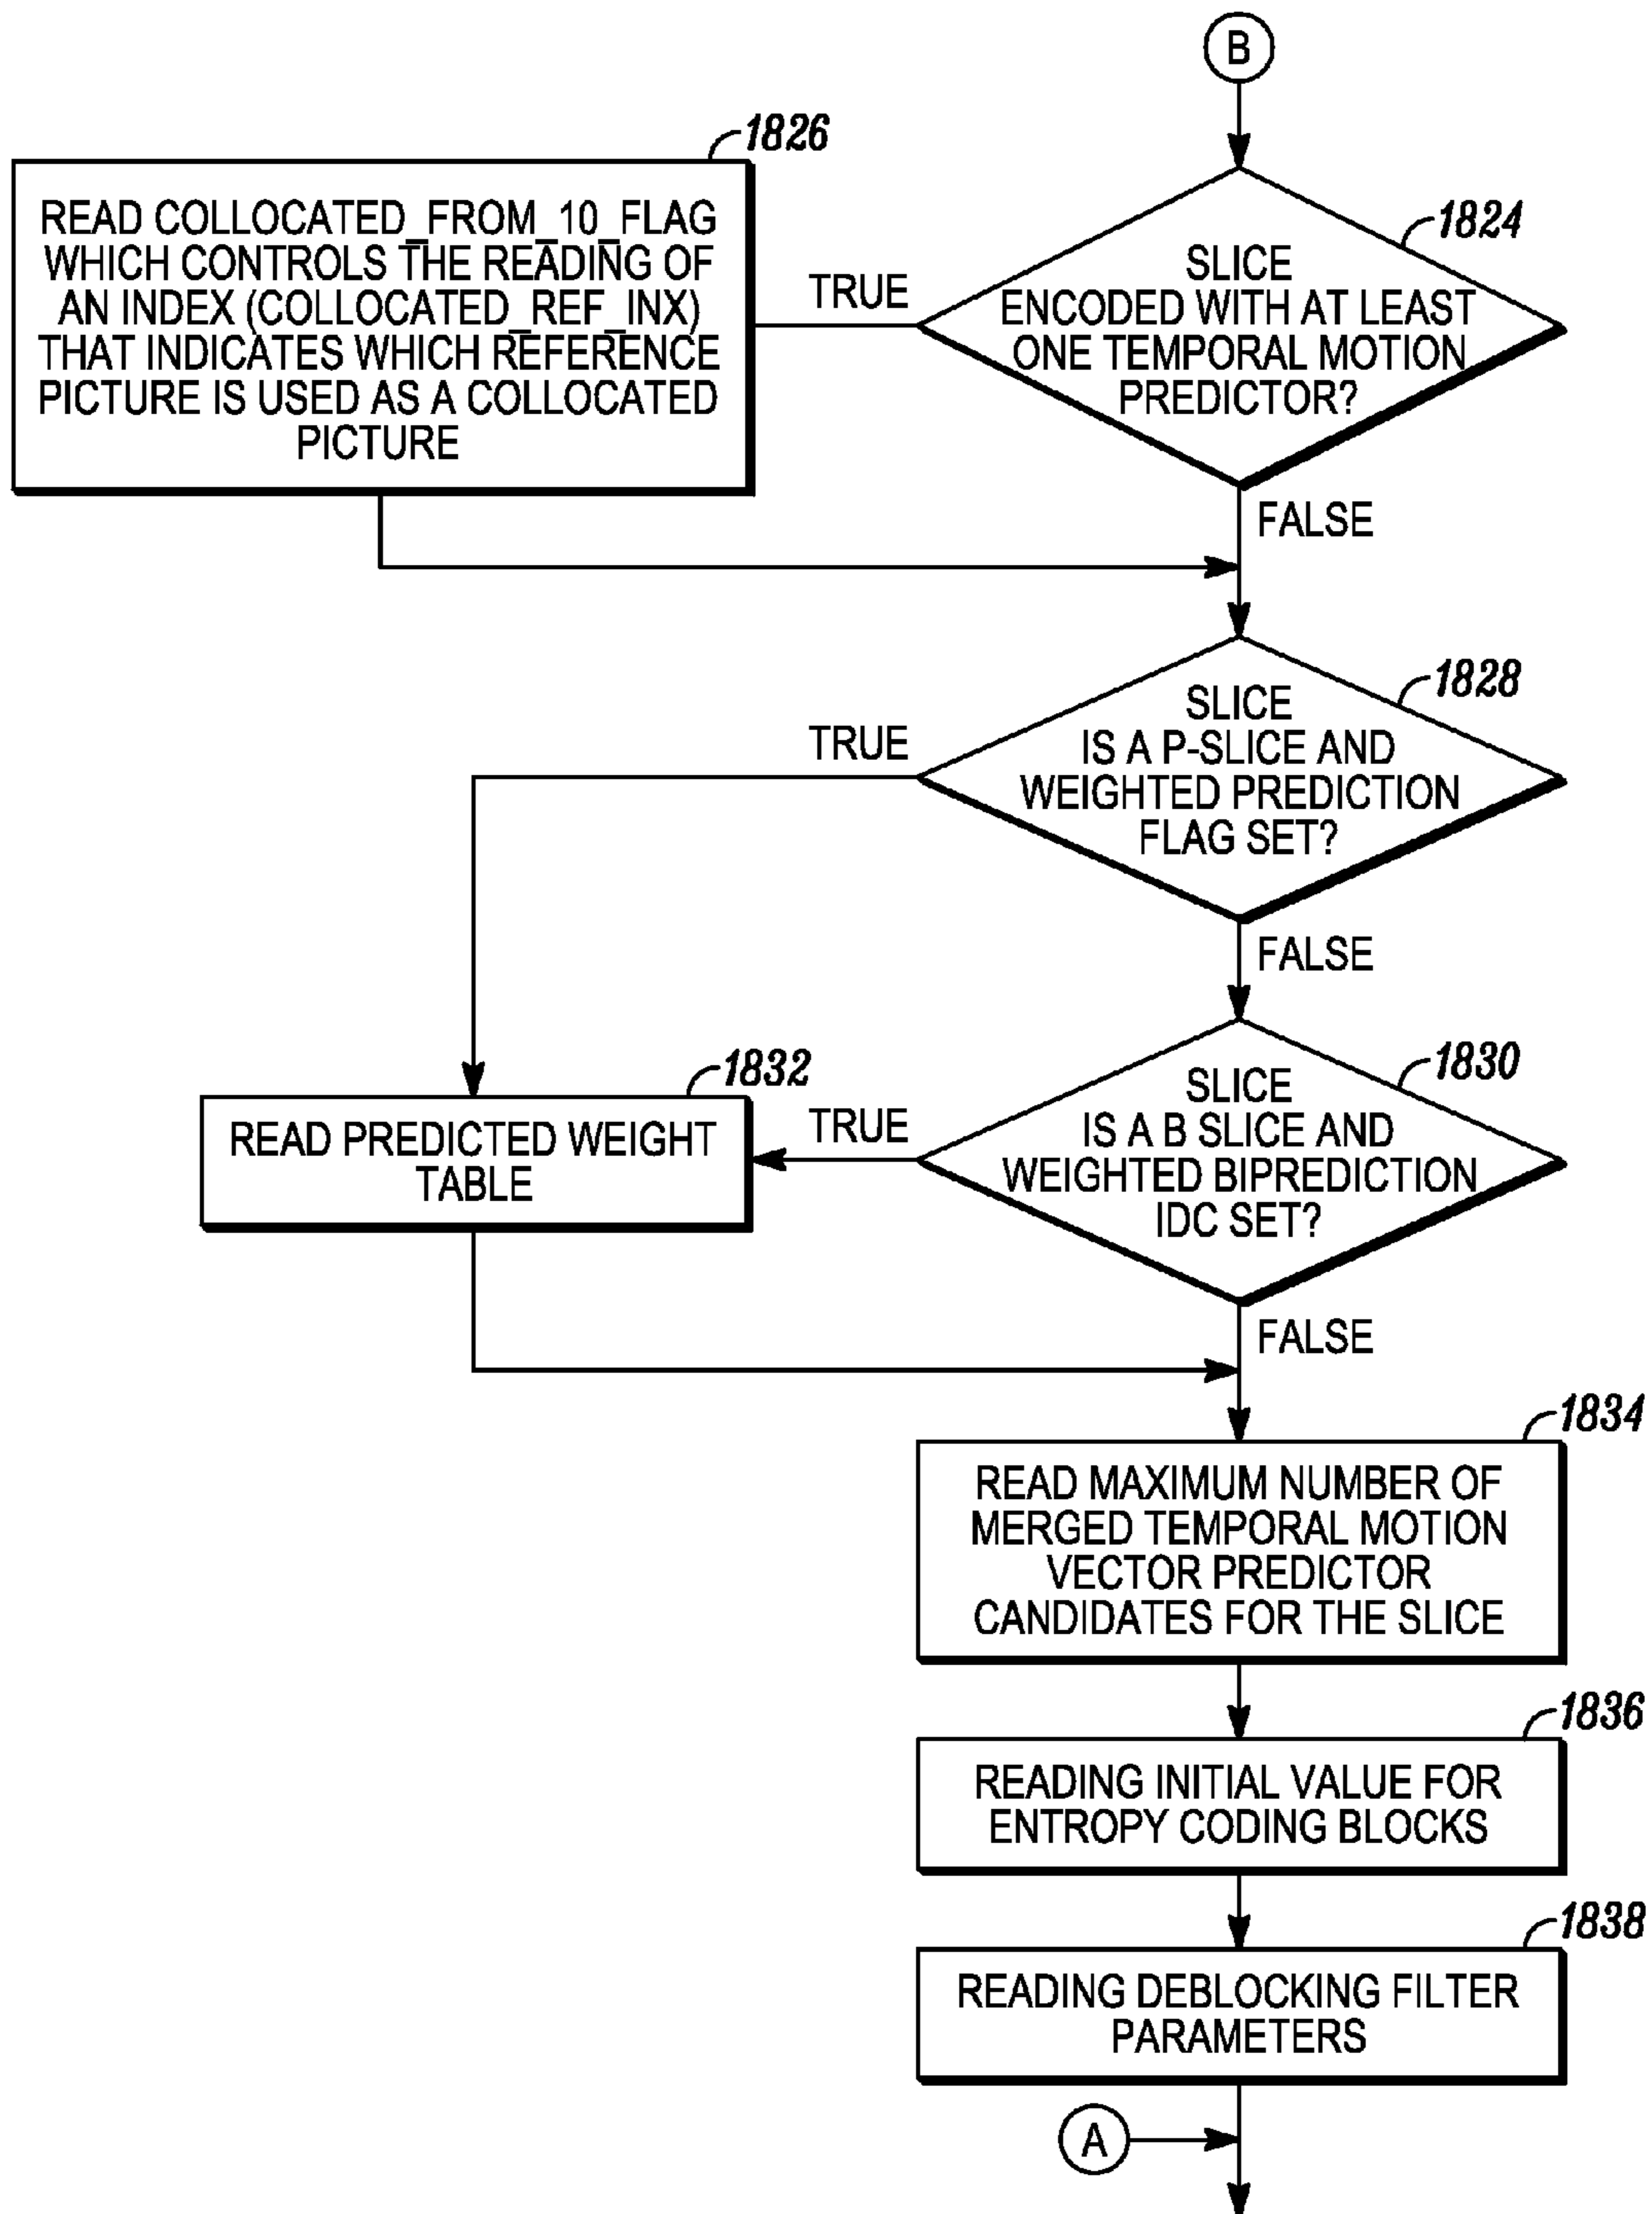 B
1826
READ COLLOCATED_FROM_10_FLAG
WHICH CONTROLS THE READING OF
AN INDEX (COLLOCATED_REF_INX)
THAT INDICATES WHICH REFERENCE
PICTURE IS USED AS A COLLOCATED
PICTURE
TRUE
1824
SLICE
ENCODED WITH AT LEAST
ONE TEMPORAL MOTION
PREDICTOR?
FALSE
1828
SLICE
IS A P-SLICE AND
WEIGHTED PREDICTION
FLAG SET?
TRUE
FALSE
1830
SLICE
IS A B SLICE AND
WEIGHTED BIPREDICTION
IDC SET?
TRUE
1832
READ PREDICTED WEIGHT
TABLE
FALSE
1834
READ MAXIMUM NUMBER OF
MERGED TEMPORAL MOTION
VECTOR PREDICTOR
CANDIDATES FOR THE SLICE
1836
READING INITIAL VALUE FOR
ENTROPY CODING BLOCKS
1838
READING DEBLOCKING FILTER
PARAMETERS
A